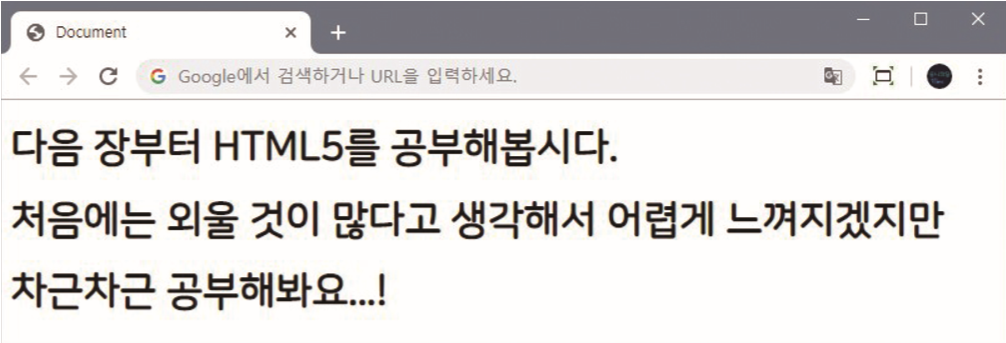 Document
Google에서 검색하거나 URL을 입력하세요.
다음 장부터 HTML5를 공부해봅시다.
처음에는 외울 것이 많다고 생각해서 어렵게 느껴지겠지만
차근차근 공부해봐요...!